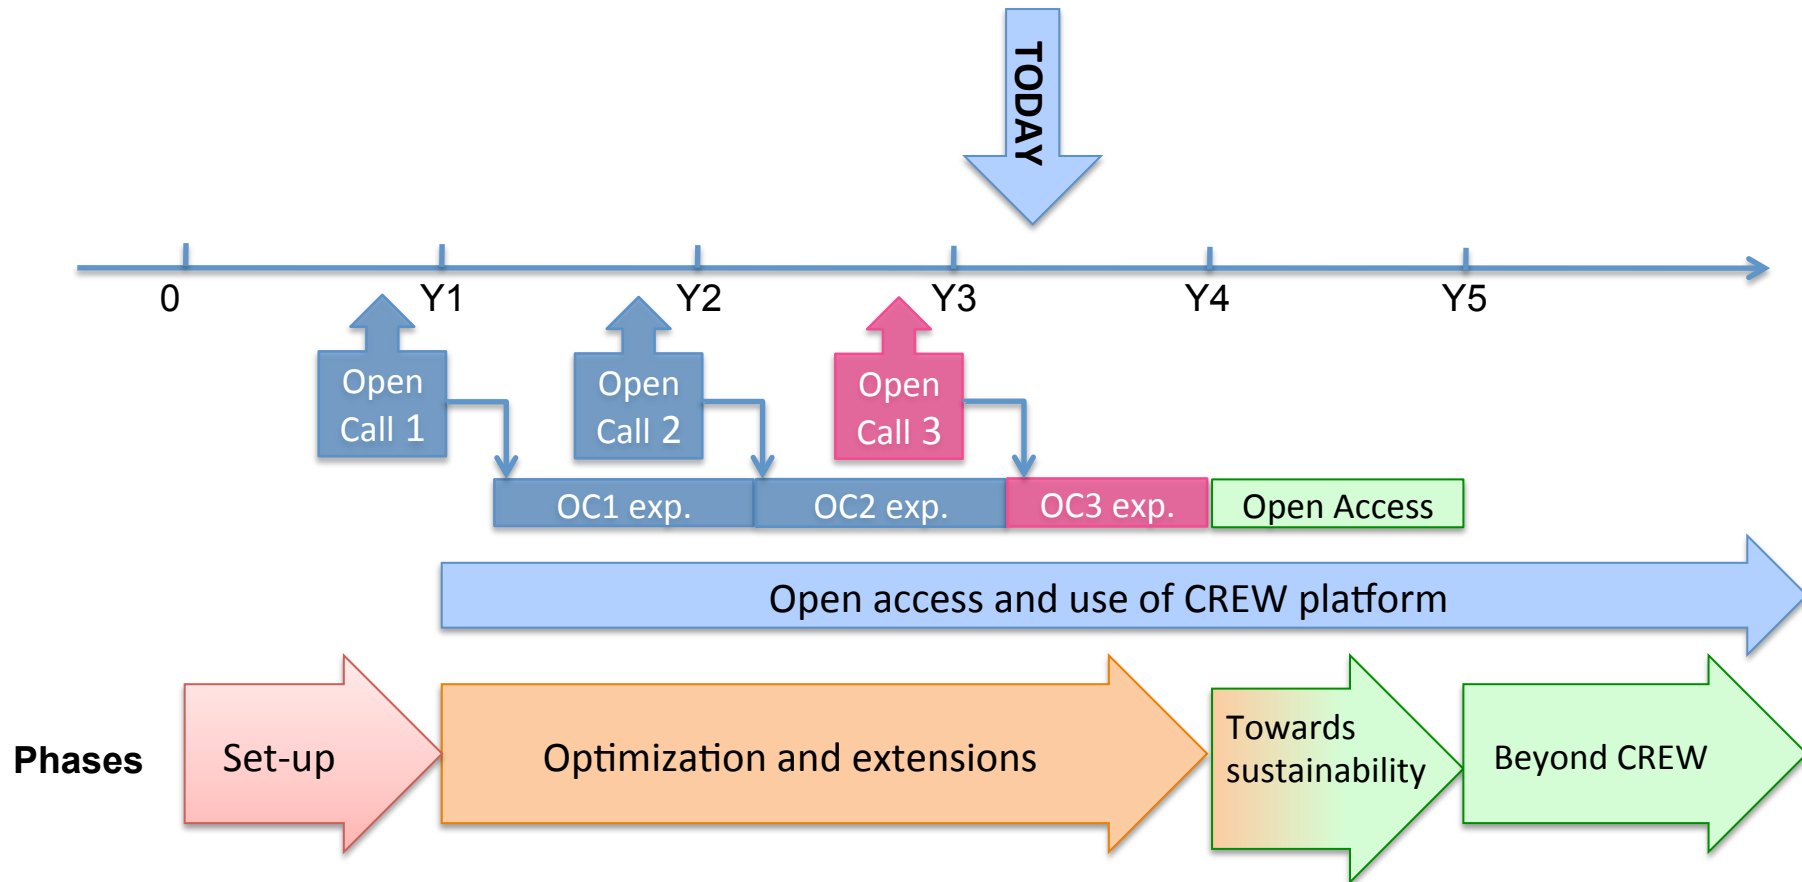 TODAY
0 Y1 Y2 Y3 Y4 Y5
Open
Call 1
Open
Call 2
Open
Call 3
OC1 exp. OC2 exp. OC3 exp. Open Access
Open access and use of CREW platform
Phases
Set-up
Optimization and extensions
Towards
sustainability
Beyond CREW